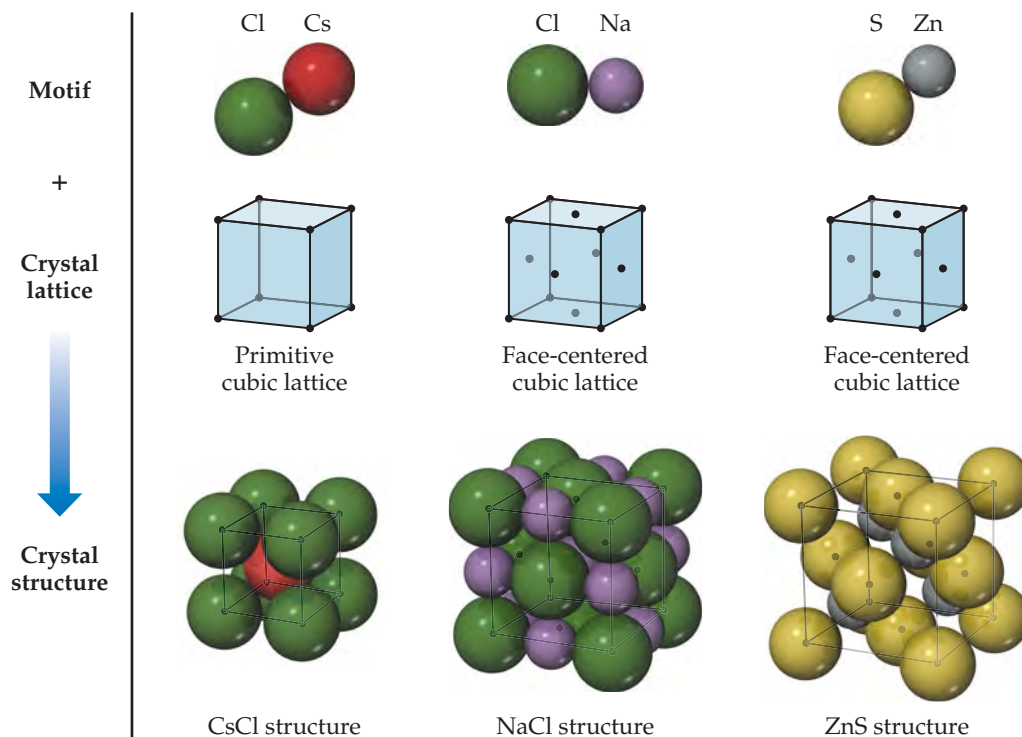 Cl Cs
Cl Na
S Zn
Motif
+
Crystal
lattice
Primitive
cubic lattice
Face-centered
cubic lattice
Face-centered
cubic lattice
Crystal
structure
CsCl structure
NaCl structure
ZnS structure